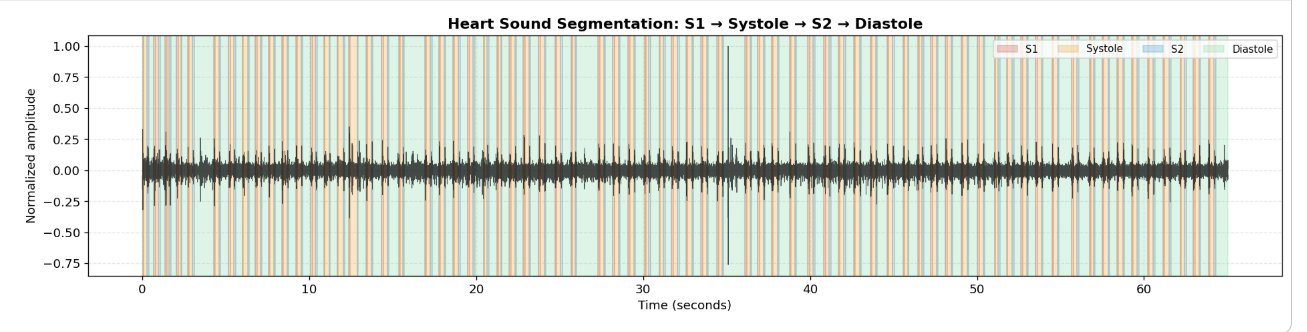 Heart Sound Segmentation: S1 → Systole → S2 → Diastole
S1 Systole S2 Diastole
Normalized amplitude
1.00
0.75
0.50
0.25
0.00
−0.25
−0.50
−0.75
0 10 20 30 40 50 60
Time (seconds)